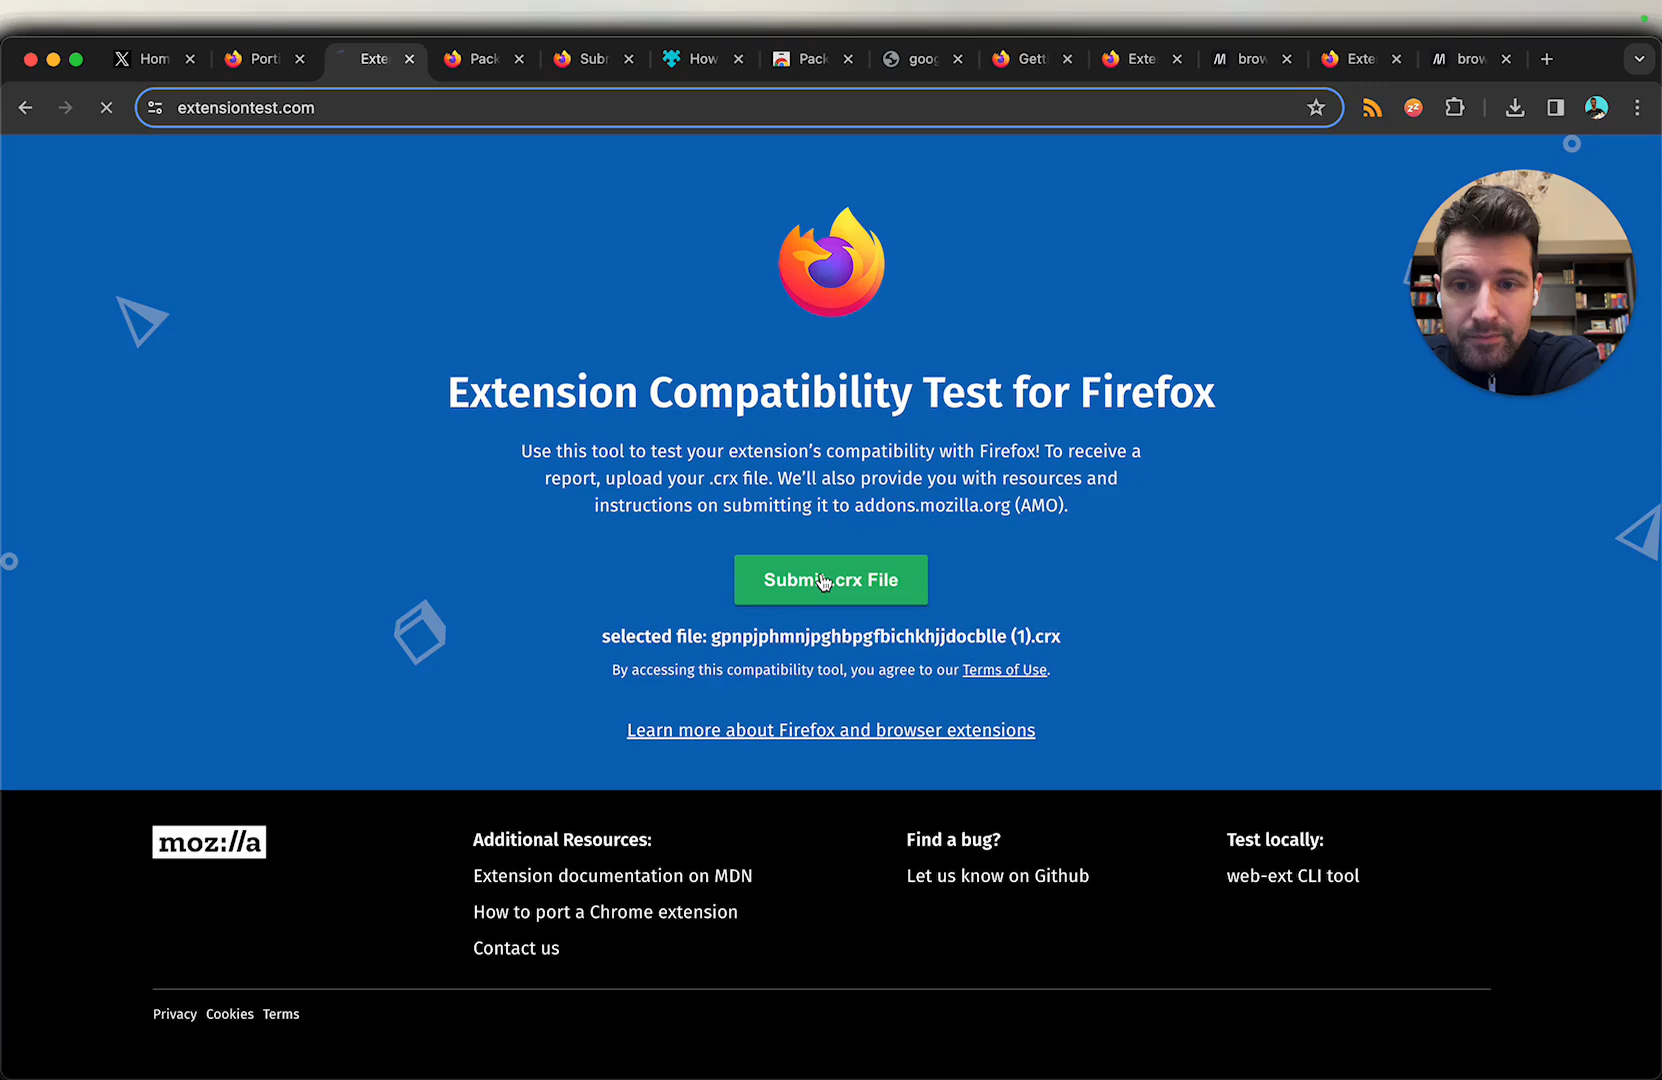 Hom
Porti
Exte
Pack
Subr
How
Pack
goog
Gett
Exte
brow
Exte
brow
extensiontest.com
Extension Compatibility Test for Firefox
Use this tool to test your extension’s compatibility with Firefox! To receive a
report, upload your .crx file. We’ll also provide you with resources and
instructions on submitting it to addons.mozilla.org (AMO).
Submit .crx File
selected file: gpnpjphmnjpghbpgfbichkhjjdocblle (1).crx
By accessing this compatibility tool, you agree to our Terms of Use.
Learn more about Firefox and browser extensions
moz://a
Additional Resources:
Extension documentation on MDN
How to port a Chrome extension
Contact us
Find a bug?
Let us know on Github
Test locally:
web-ext CLI tool
Privacy Cookies Terms